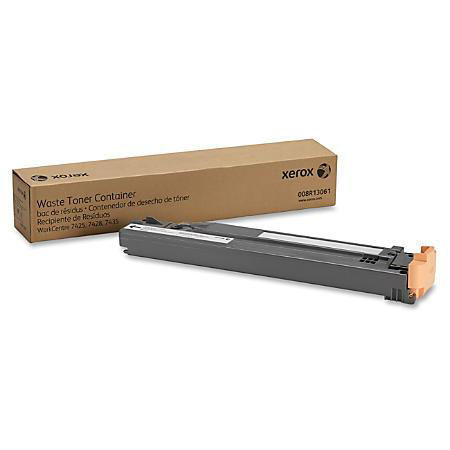 xerox
Waste Toner Container
bac de résidus • Contenedor de desecho de tóner
Recipiente de Resíduos
WorkCentre 7425, 7428, 7435
xerox
008R13061
www.xerox.com